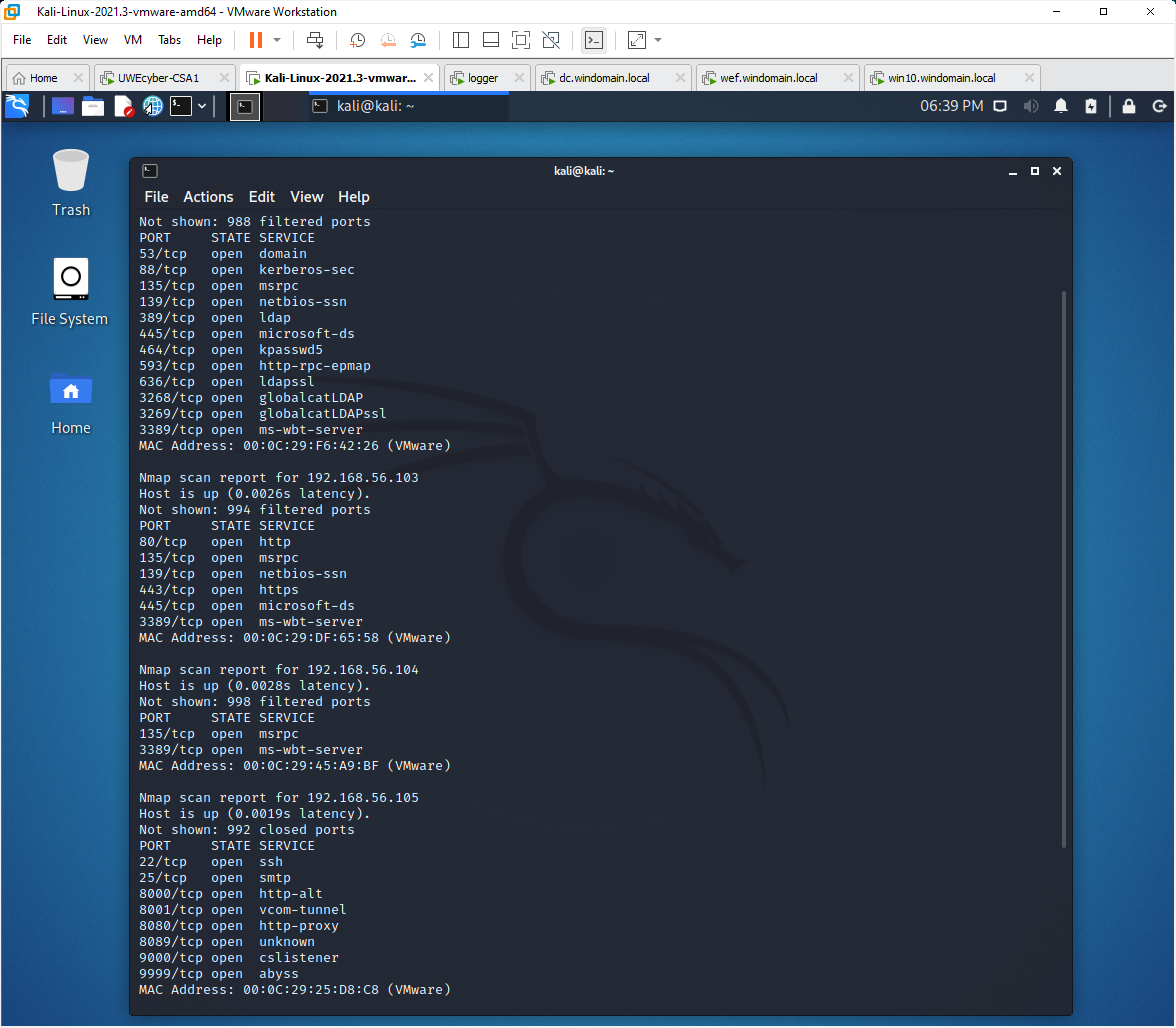 Kali-Linux-2021.3-vmware-amd64 - VMware Workstation
File Edit View VM Tabs Help
Home UWEcyber-CSA1 Kali-Linux-2021.3-vmwar... logger dc.windomain.local wef.windomain.local win10.windomain.local
kali@kali: ~ 06:39 PM
Trash
File System
Home
kali@kali: ~
File Actions Edit View Help
Not shown: 988 filtered ports
PORT     STATE SERVICE
53/tcp   open  domain
88/tcp   open  kerberos-sec
135/tcp  open  msrpc
139/tcp  open  netbios-ssn
389/tcp  open  ldap
445/tcp  open  microsoft-ds
464/tcp  open  kpasswd5
593/tcp  open  http-rpc-epmap
636/tcp  open  ldapssl
3268/tcp open  globalcatLDAP
3269/tcp open  globalcatLDAPssl
3389/tcp open  ms-wbt-server
MAC Address: 00:0C:29:F6:42:26 (VMware)
Nmap scan report for 192.168.56.103
Host is up (0.0026s latency).
Not shown: 994 filtered ports
PORT     STATE SERVICE
80/tcp   open  http
135/tcp  open  msrpc
139/tcp  open  netbios-ssn
443/tcp  open  https
445/tcp  open  microsoft-ds
3389/tcp open  ms-wbt-server
MAC Address: 00:0C:29:DF:65:58 (VMware)
Nmap scan report for 192.168.56.104
Host is up (0.0028s latency).
Not shown: 998 filtered ports
PORT     STATE SERVICE
135/tcp  open  msrpc
3389/tcp open  ms-wbt-server
MAC Address: 00:0C:29:45:A9:BF (VMware)
Nmap scan report for 192.168.56.105
Host is up (0.0019s latency).
Not shown: 992 closed ports
PORT     STATE SERVICE
22/tcp   open  ssh
25/tcp   open  smtp
8000/tcp open  http-alt
8001/tcp open  vcom-tunnel
8080/tcp open  http-proxy
8089/tcp open  unknown
9000/tcp open  cslistener
9999/tcp open  abyss
MAC Address: 00:0C:29:25:D8:C8 (VMware)